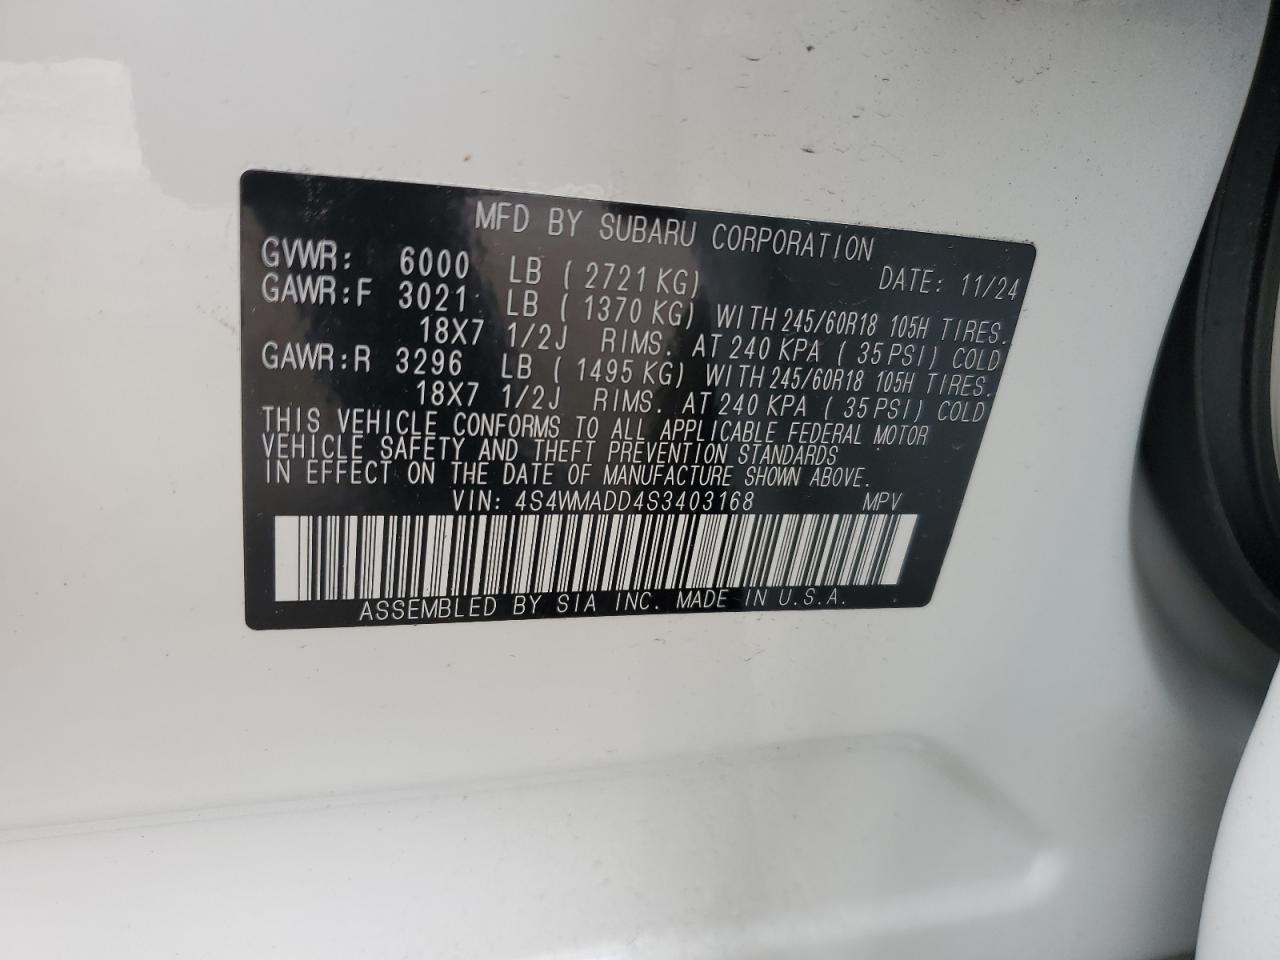 MFD BY SUBARU CORPORATION
GVWR: 6000 LB ( 2721 KG) DATE: 11/24
GAWR:F 3021 LB ( 1370 KG) WITH 245/60R18 105H TIRES.
18X7 1/2J RIMS. AT 240 KPA ( 35 PSI) COLD
GAWR:R 3296 LB ( 1495 KG) WITH 245/60R18 105H TIRES.
18X7 1/2J RIMS. AT 240 KPA ( 35 PSI) COLD
THIS VEHICLE CONFORMS TO ALL APPLICABLE FEDERAL MOTOR
VEHICLE SAFETY AND THEFT PREVENTION STANDARDS
IN EFFECT ON THE DATE OF MANUFACTURE SHOWN ABOVE.
VIN: 4S4WMADD4S3403168 MPV
ASSEMBLED BY SIA INC. MADE IN U.S.A.